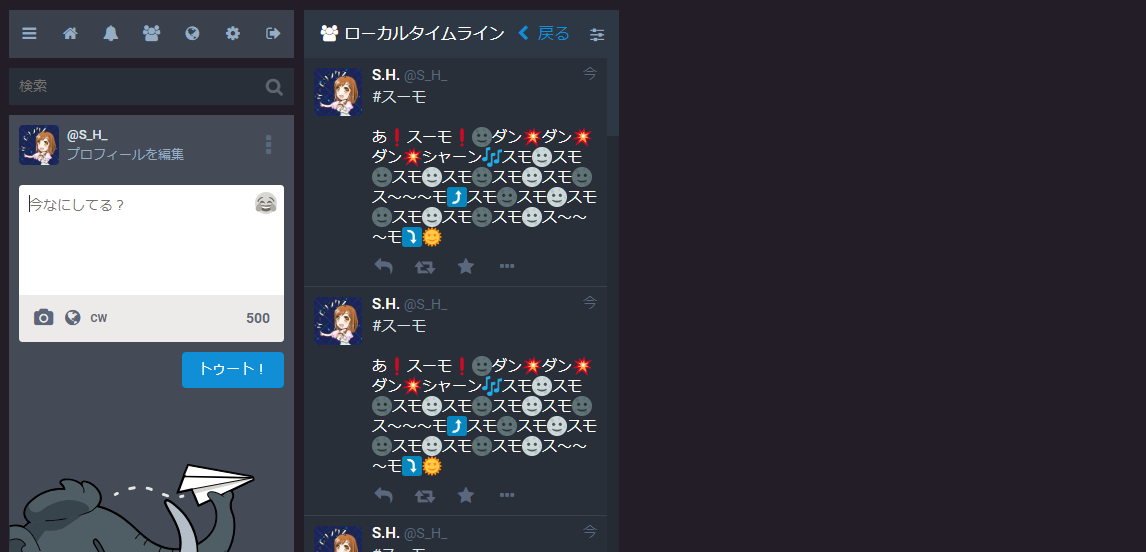 検索
@S_H_
プロフィールを編集
今なにしてる?
CW
500
トゥート!
ローカルタイムライン
戻る
S.H. @S_H_ 今
#スーモ
あ❗スーモ❗🌚ダン💥ダン💥
ダン💥シャーン🎶スモ🌝スモ
🌚スモ🌝スモ🌚スモ🌝スモ🌚
ス〜〜〜モ⤴スモ🌚スモ🌝スモ
🌚スモ🌝スモ🌚スモ🌝ス〜〜
〜モ⤵🌞
S.H. @S_H_ 今
#スーモ
あ❗スーモ❗🌚ダン💥ダン💥
ダン💥シャーン🎶スモ🌝スモ
🌚スモ🌝スモ🌚スモ🌝スモ🌚
ス〜〜〜モ⤴スモ🌚スモ🌝スモ
🌚スモ🌝スモ🌚スモ🌝ス〜〜
〜モ⤵🌞
S.H. @S_H_ 今
#スーモ